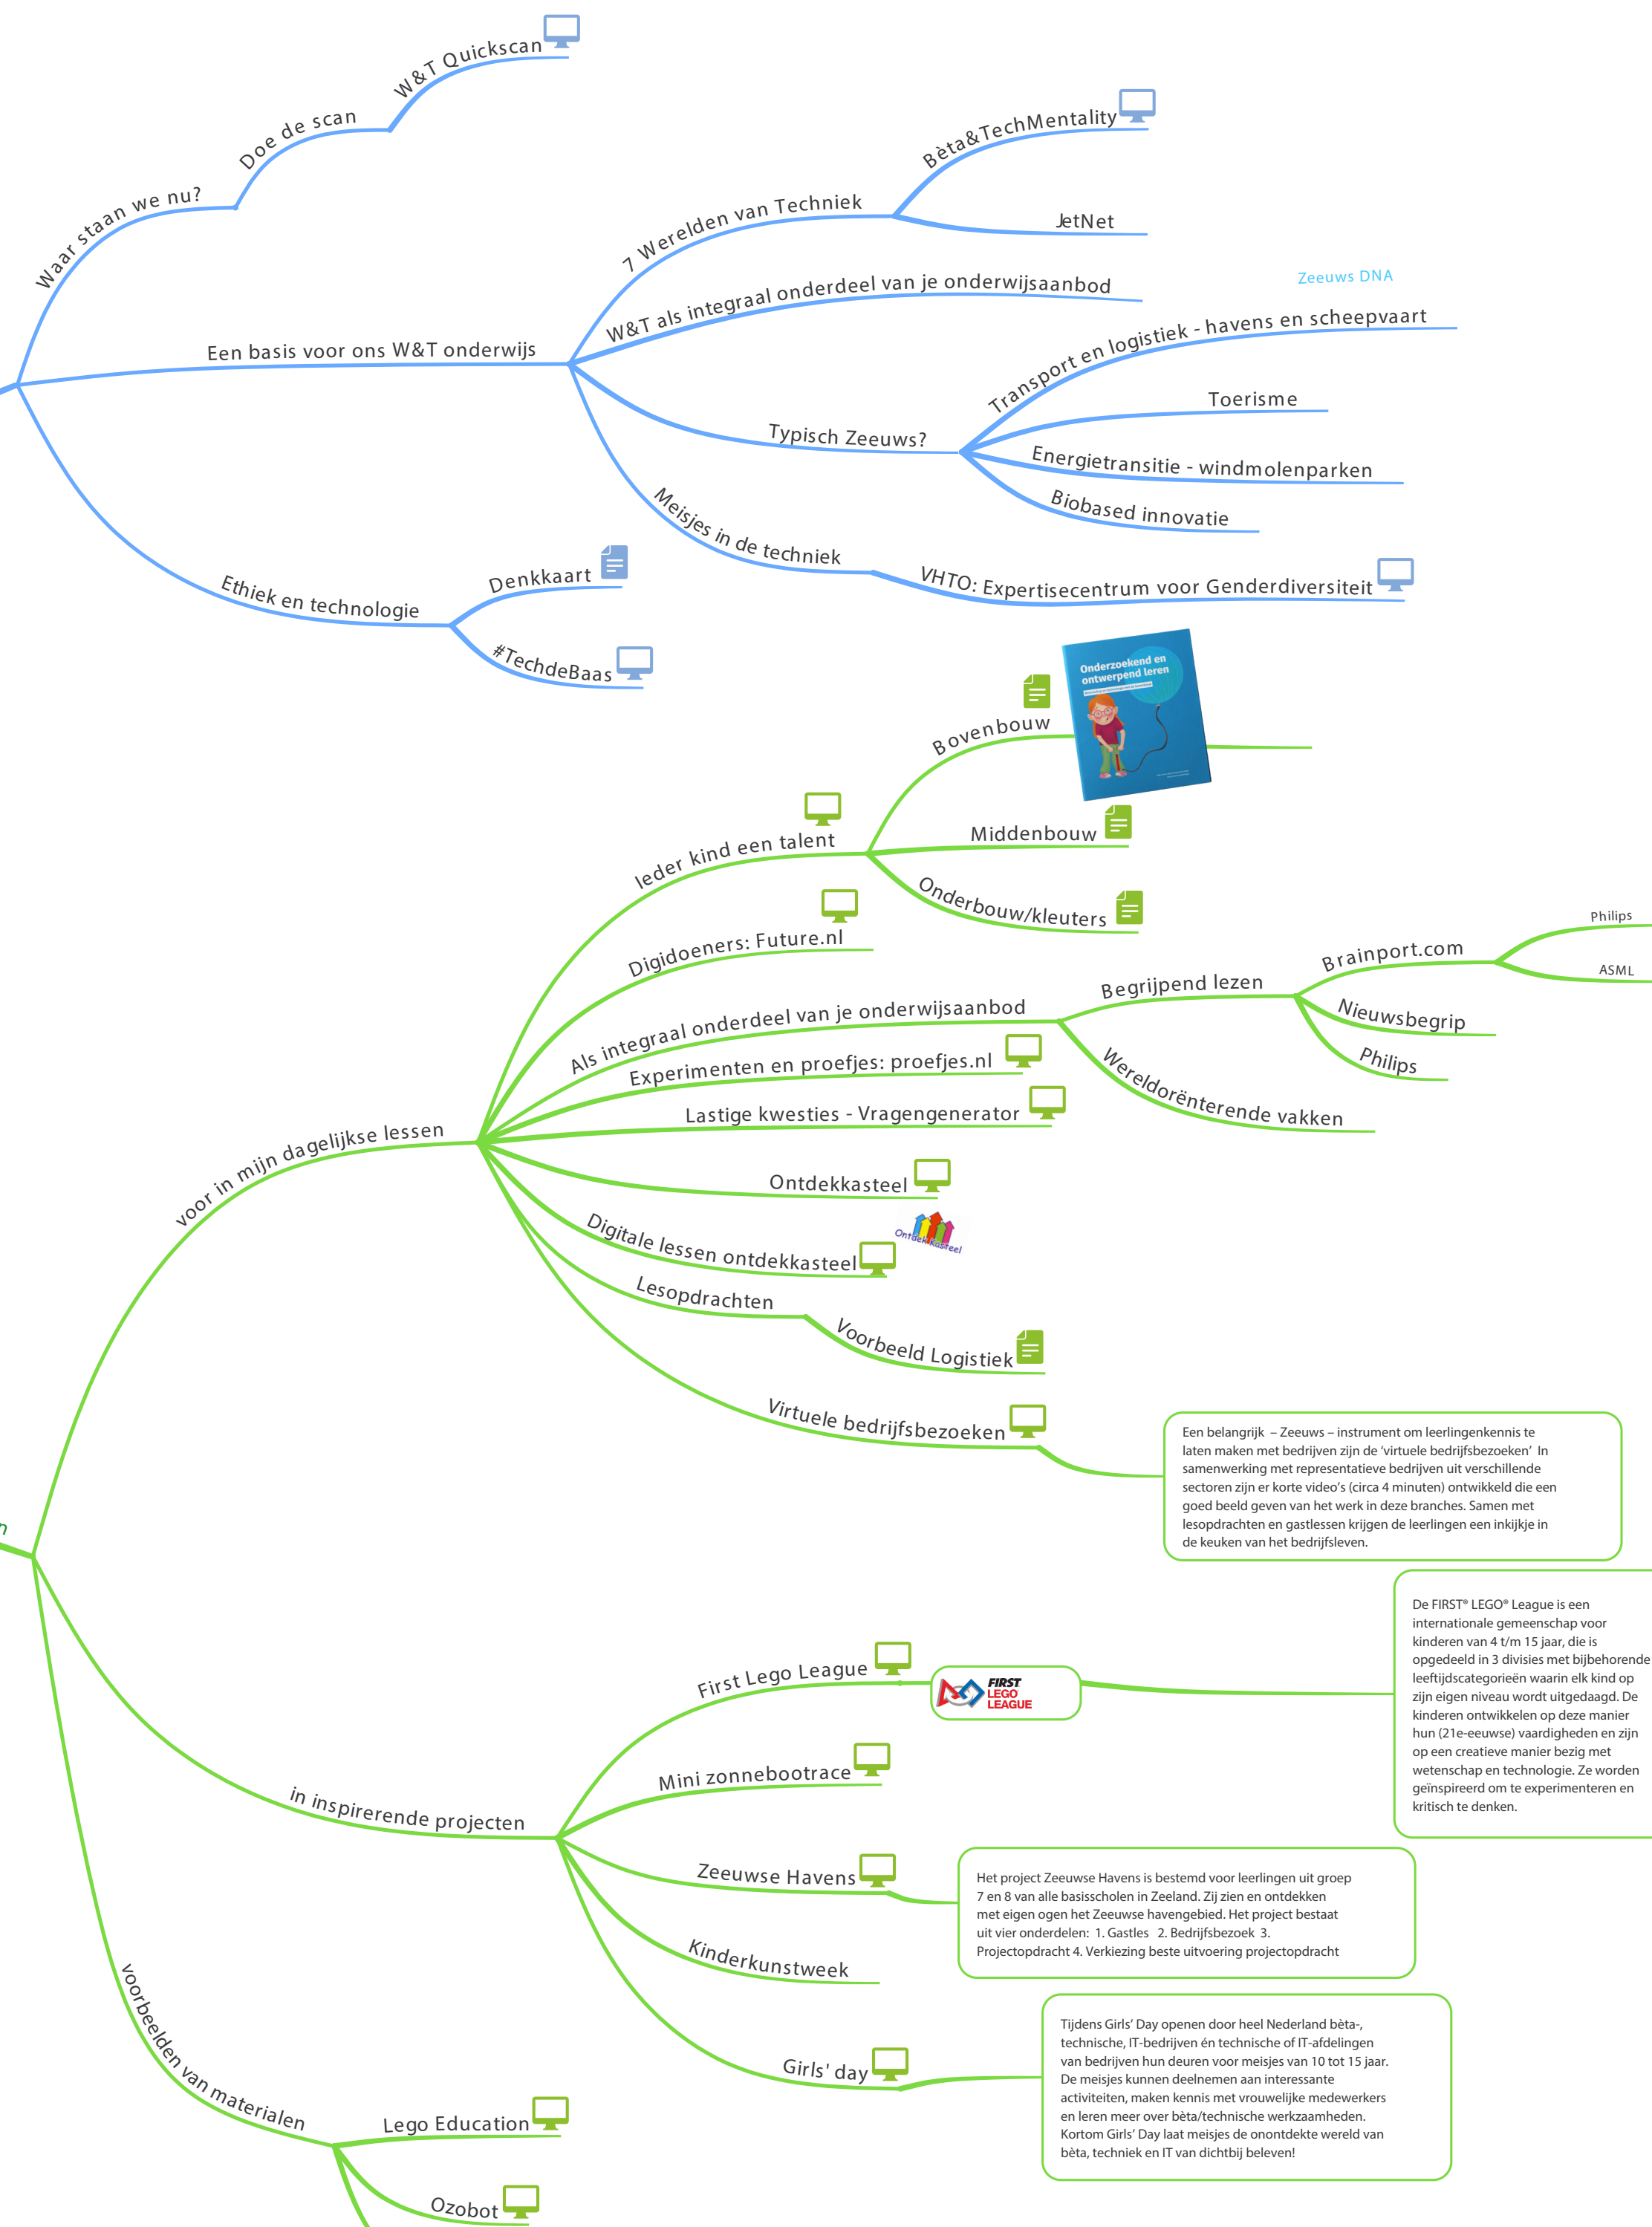 W&T Quickscan
Doe de scan
Waar staan we nu?
Bèta&TechMentality
7 Werelden van Techniek
JetNet
Zeeuws DNA
W&T als integraal onderdeel van je onderwijsaanbod
Transport en logistiek - havens en scheepvaart
Een basis voor ons W&T onderwijs
Toerisme
Typisch Zeeuws?
Energietransitie - windmolenparken
Biobased innovatie
Meisjes in de techniek
VHTO: Expertisecentrum voor Genderdiversiteit
Ethiek en technologie
Denkkaart
#TechdeBaas
Onderzoekend en
ontwerpend leren
Bovenbouw
Ieder kind een talent
Middenbouw
Onderbouw/kleuters
Digidoeners: Future.nl
Philips
Brainport.com
ASML
Begrijpend lezen
Als integraal onderdeel van je onderwijsaanbod
Nieuwsbegrip
Philips
Experimenten en proefjes: proefjes.nl
Wereldorënterende vakken
Lastige kwesties - Vragengenerator
voor in mijn dagelijkse lessen
Ontdekkasteel
Ontdek kasteel
Digitale lessen ontdekkasteel
Lesopdrachten
Voorbeeld Logistiek
Virtuele bedrijfsbezoeken
Een belangrijk – Zeeuws – instrument om leerlingenkennis te
laten maken met bedrijven zijn de ‘virtuele bedrijfsbezoeken’ In
samenwerking met representatieve bedrijven uit verschillende
sectoren zijn er korte video’s (circa 4 minuten) ontwikkeld die een
goed beeld geven van het werk in deze branches. Samen met
lesopdrachten en gastlessen krijgen de leerlingen een inkijkje in
de keuken van het bedrijfsleven.
n
De FIRST® LEGO® League is een
internationale gemeenschap voor
kinderen van 4 t/m 15 jaar, die is
opgedeeld in 3 divisies met bijbehorende
leeftijdscategorieën waarin elk kind op
zijn eigen niveau wordt uitgedaagd. De
kinderen ontwikkelen op deze manier
hun (21e-eeuwse) vaardigheden en zijn
op een creatieve manier bezig met
wetenschap en technologie. Ze worden
geïnspireerd om te experimenteren en
kritisch te denken.
First Lego League
FIRST
LEGO
LEAGUE
Mini zonnebootrace
in inspirerende projecten
Zeeuwse Havens
Het project Zeeuwse Havens is bestemd voor leerlingen uit groep
7 en 8 van alle basisscholen in Zeeland. Zij zien en ontdekken
met eigen ogen het Zeeuwse havengebied. Het project bestaat
uit vier onderdelen: 1. Gastles 2. Bedrijfsbezoek 3.
Projectopdracht 4. Verkiezing beste uitvoering projectopdracht
Kinderkunstweek
Girls' day
Tijdens Girls’ Day openen door heel Nederland bèta-,
technische, IT-bedrijven én technische of IT-afdelingen
van bedrijven hun deuren voor meisjes van 10 tot 15 jaar.
De meisjes kunnen deelnemen aan interessante
activiteiten, maken kennis met vrouwelijke medewerkers
en leren meer over bèta/technische werkzaamheden.
Kortom Girls’ Day laat meisjes de onontdekte wereld van
bèta, techniek en IT van dichtbij beleven!
voorbeelden van materialen
Lego Education
Ozobot